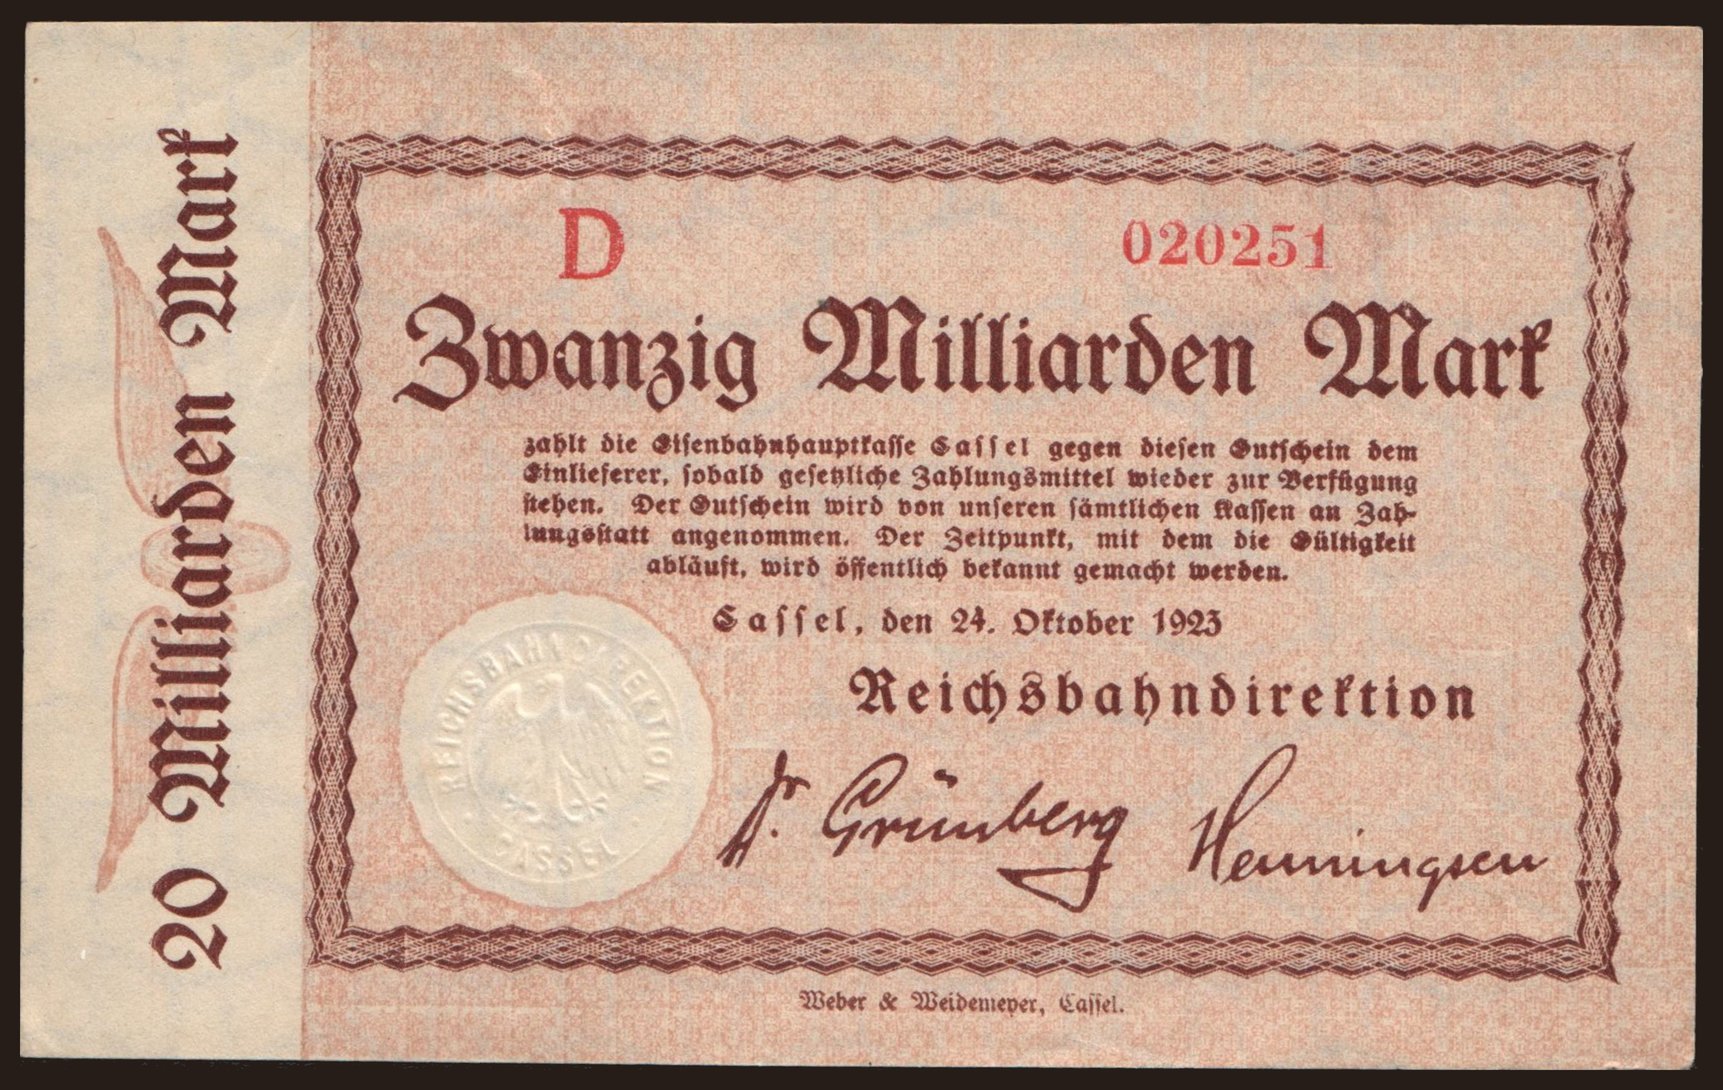 20 Milliarden Mark
D 020251
Zwanzig Milliarden Mark
zahlt die Eisenbahnhauptkasse Cassel gegen diesen Gutschein dem
Einlieferer, sobald gesetzliche Zahlungsmittel wieder zur Verfügung
stehen. Der Gutschein wird von unseren sämtlichen Kassen an Zah-
lungsstatt angenommen. Der Zeitpunkt, mit dem die Gültigkeit
abläuft, wird öffentlich bekannt gemacht werden.
Cassel, den 24. Oktober 1923
Reichsbahndirektion
REICHSBAHNDIREKTION
CASSEL
Dr. Grünberg Henningsen
Weber & Weidemeyer, Cassel.